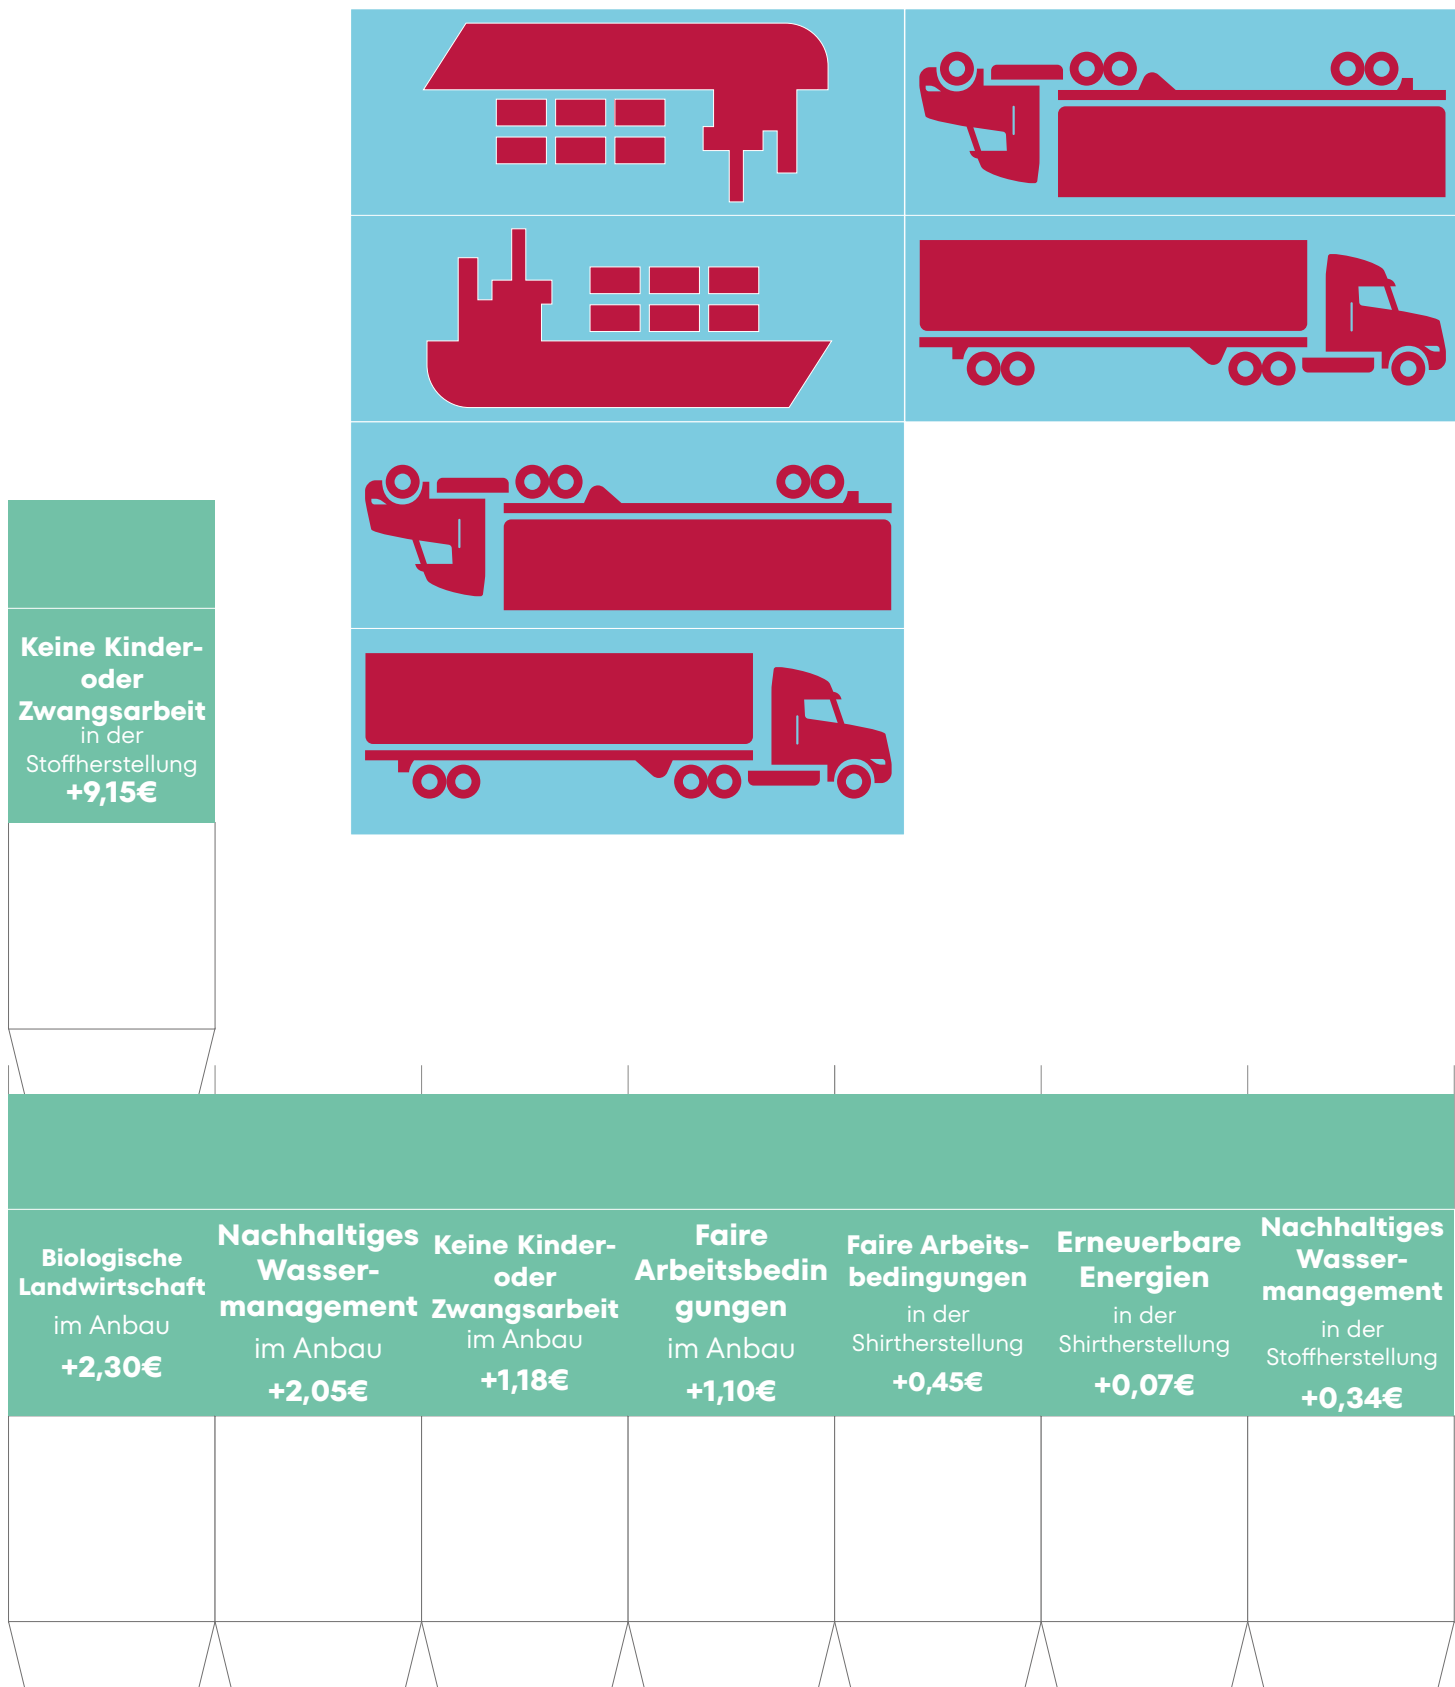 Keine Kinder-
oder
Zwangsarbeit
in der
Stoffherstellung
+9,15€
Biologische
Landwirtschaft
im Anbau
+2,30€
Nachhaltiges
Wasser-
management
im Anbau
+2,05€
Keine Kinder-
oder
Zwangsarbeit
im Anbau
+1,18€
Faire
Arbeitsbedin
gungen
im Anbau
+1,10€
Faire Arbeits-
bedingungen
in der
Shirtherstellung
+0,45€
Erneuerbare
Energien
in der
Shirtherstellung
+0,07€
Nachhaltiges
Wasser-
management
in der
Stoffherstellung
+0,34€